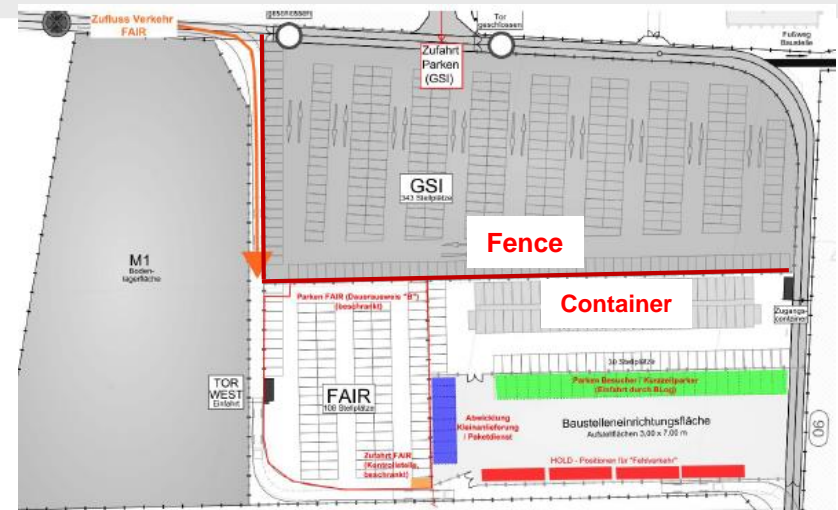 Zufluss Verkehr
FAIR
geschlossen
Tor
geschlossen
Fußweg
Baustelle
Zufahrt
Parken
(GSI)
GSI
343 Stellplätze
Fence
M1
Boden-
lagerfläche
Container
Parken FAIR (Dauerausweis "B")
(beschränkt)
Zugangs-
container
30 Stellplätze
TOR
WEST
Einfahrt
FAIR
108 Stellplätze
Parken Besucher / Kurzzeitparker
(Einfahrt durch BLog)
Abwicklung
Kleinanlieferung
/ Paketdienst
Baustelleneinrichtungsfläche
Aufstellflächen 3,00 x 7,00 m
90
Zufahrt FAIR
(Kontrollstelle,
beschrankt)
HOLD - Positionen für "Fehlverkehr"